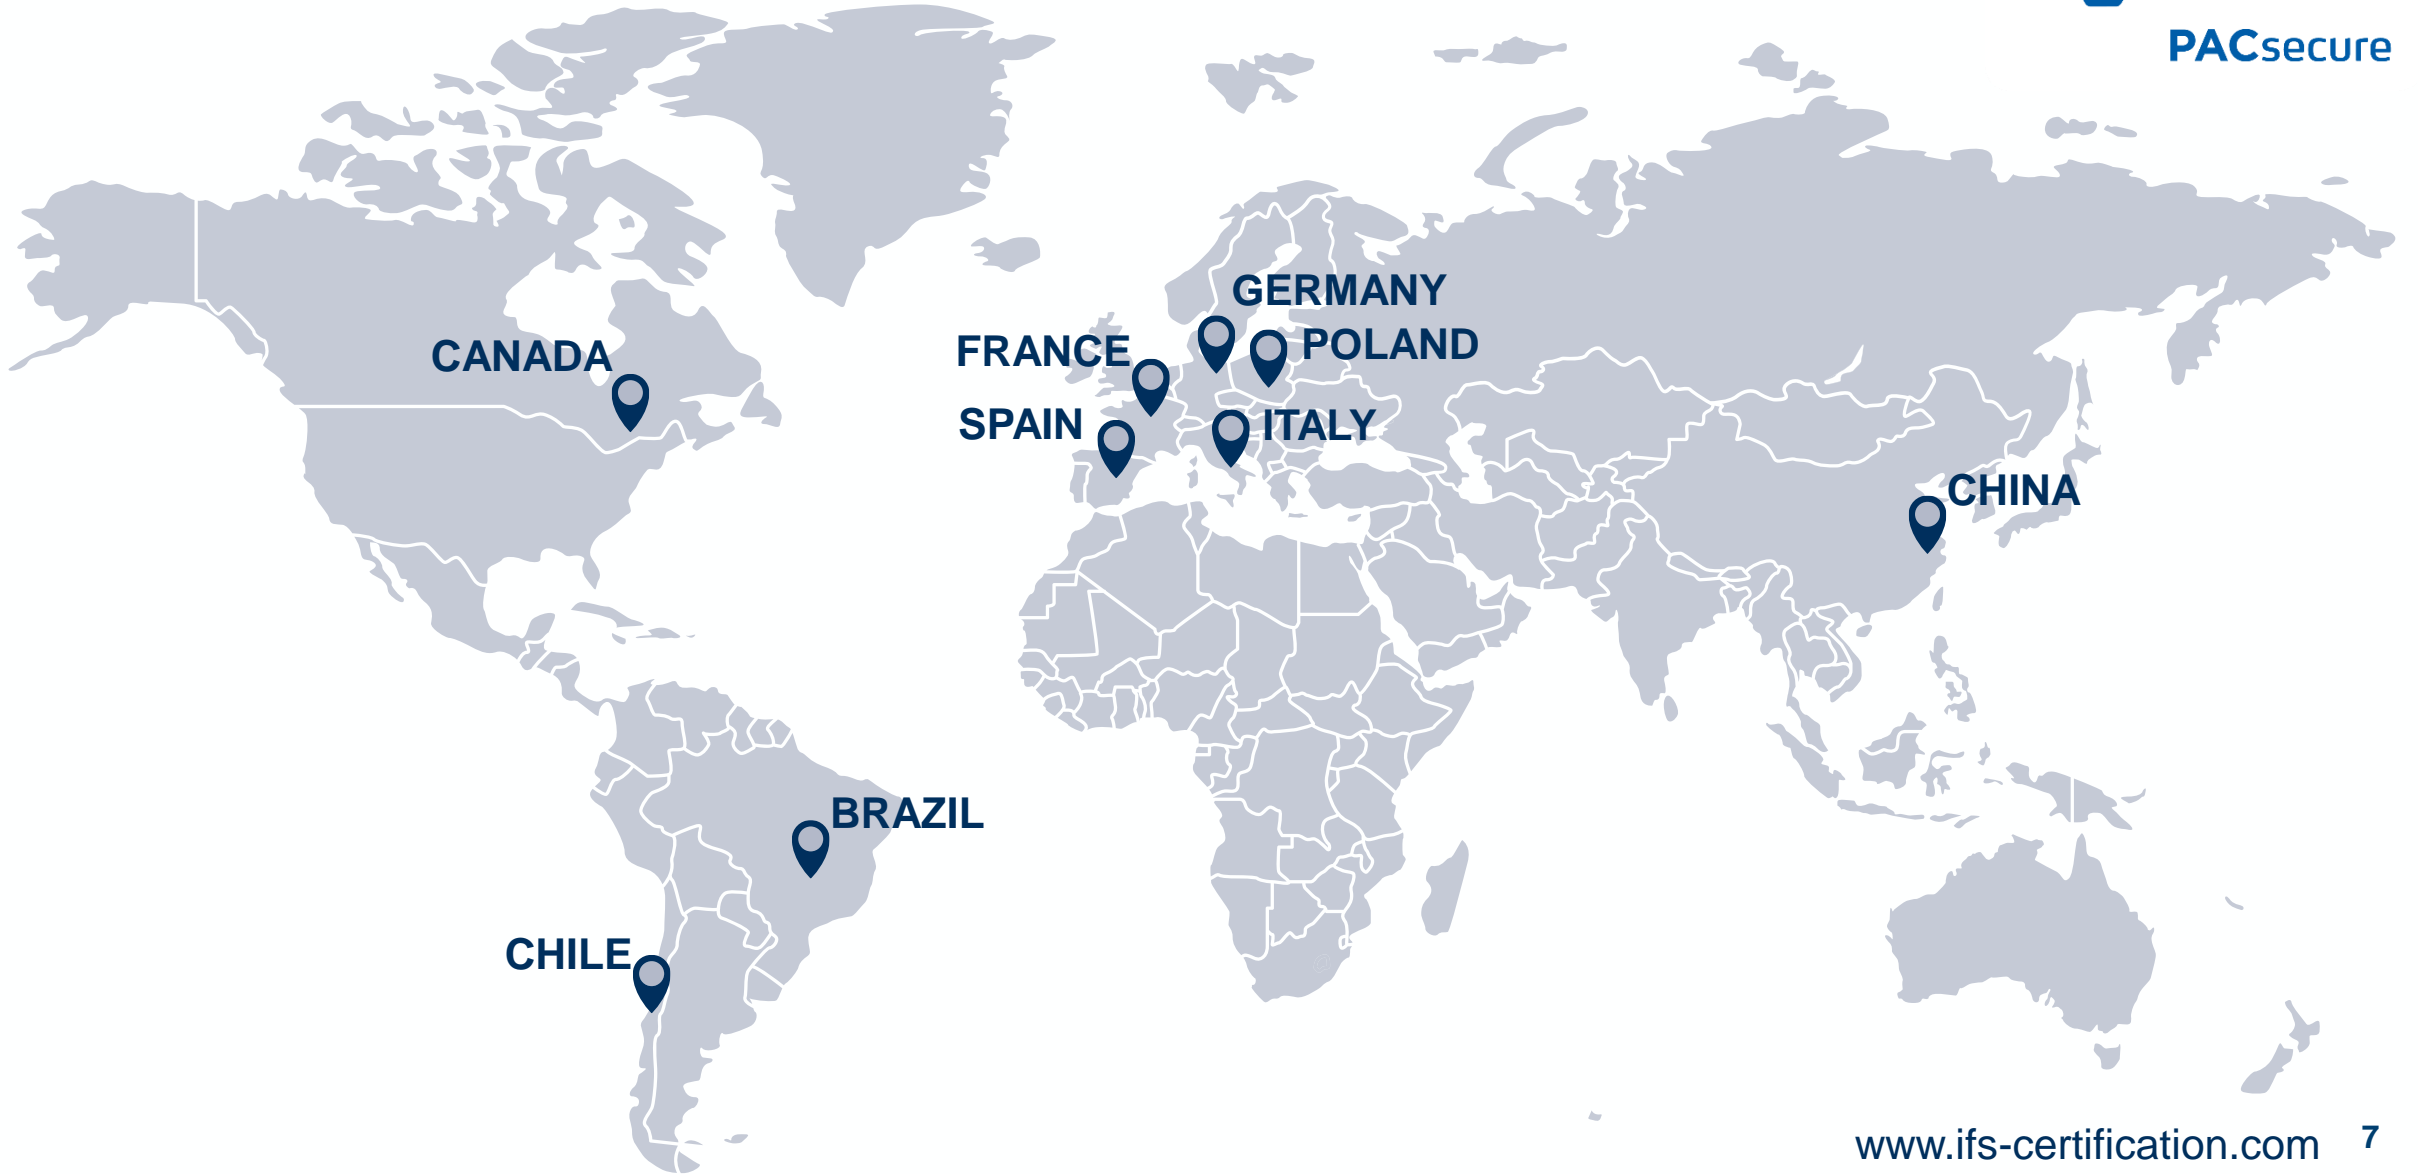 PACsecure
GERMANY
POLAND
FRANCE
CANADA
SPAIN
ITALY
CHINA
BRAZIL
CHILE
www.ifs-certification.com 7